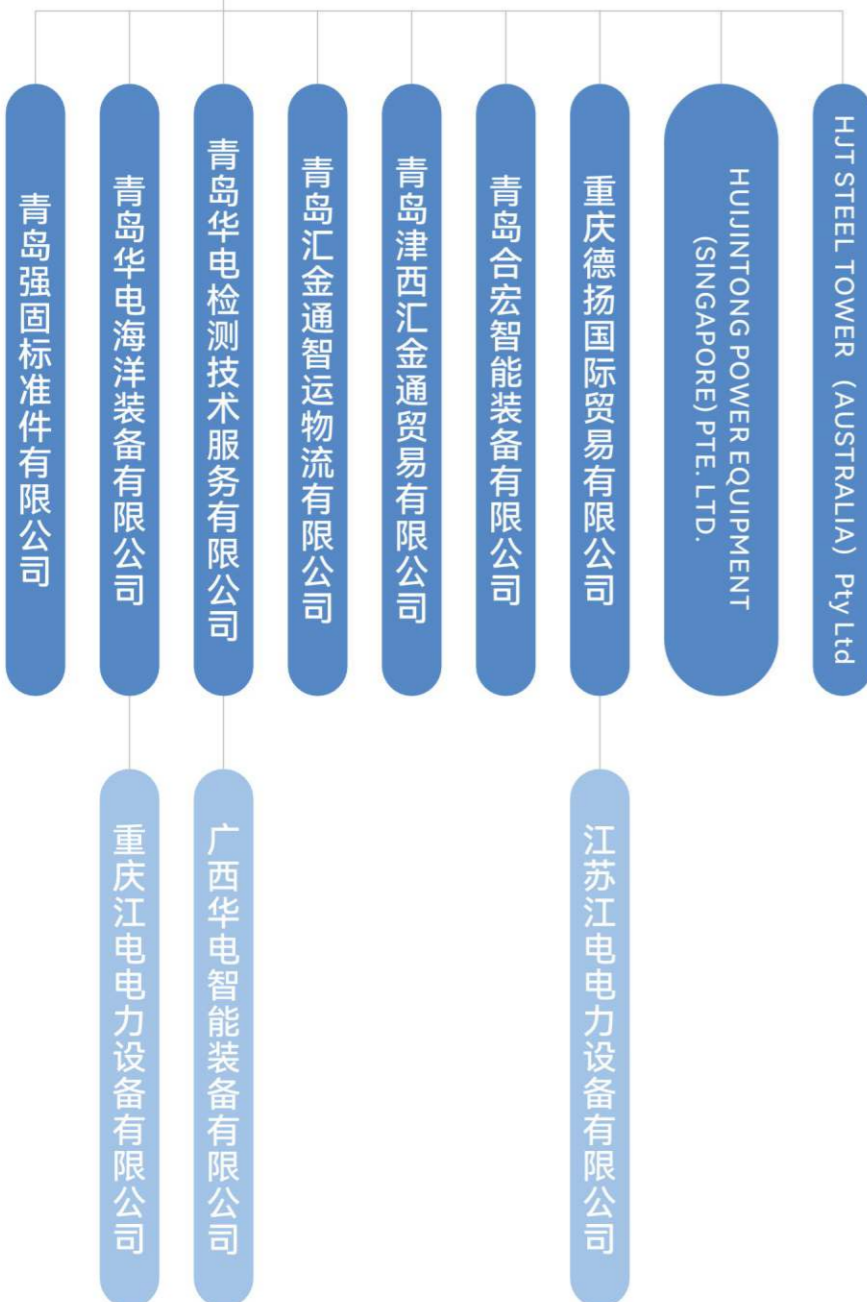 青岛强固标准件有限公司
青岛华电海洋装备有限公司
青岛华电检测技术服务有限公司
青岛汇金通智运物流有限公司
青岛津西汇金通贸易有限公司
青岛合宏智能装备有限公司
重庆德扬国际贸易有限公司
HUIJINTONG POWER EQUIPMENT
(SINGAPORE) PTE. LTD.
HJT STEEL TOWER （AUSTRALIA） Pty Ltd
重庆江电电力设备有限公司
广西华电智能装备有限公司
江苏江电电力设备有限公司